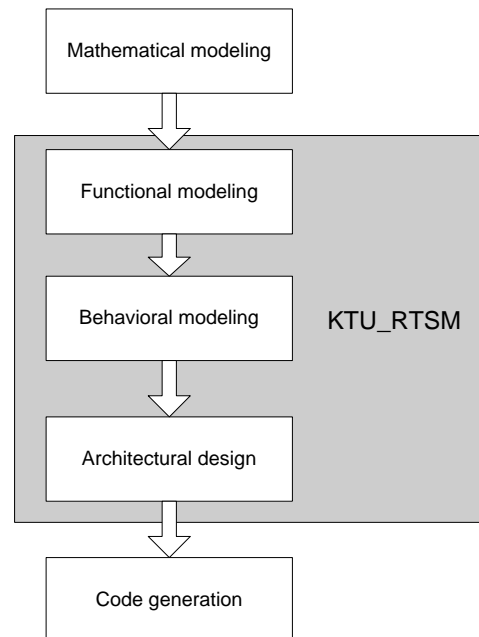 Mathematical modeling
Functional modeling
Behavioral modeling
KTU_RTSM
Architectural design
Code generation